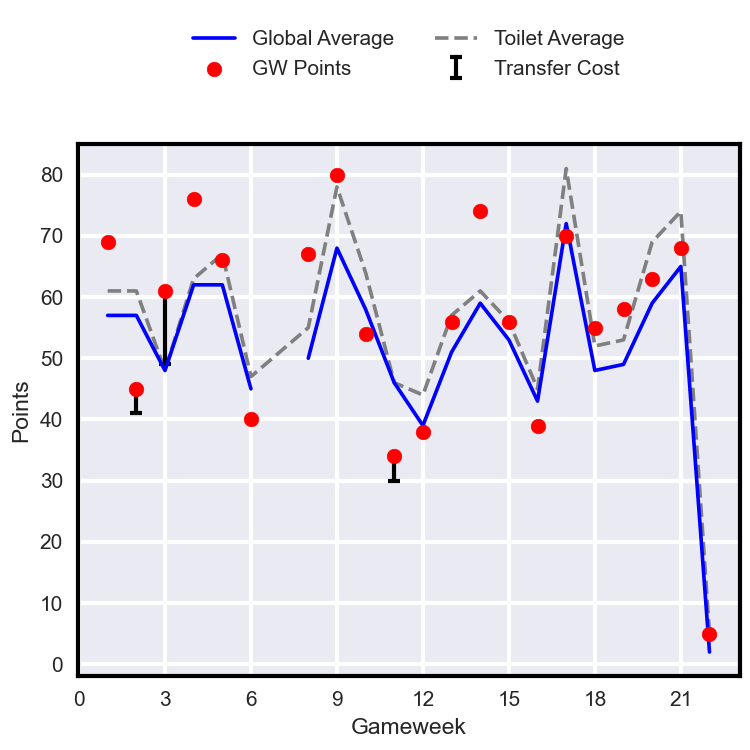 Global Average
GW Points
Toilet Average
Transfer Cost
80
70
60
50
40
30
20
10
0
Points
0 3 6 9 12 15 18 21
Gameweek